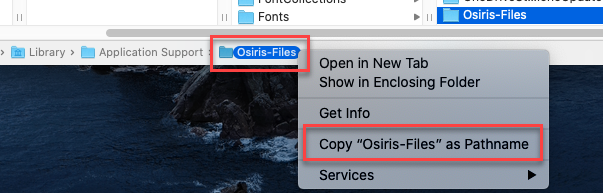 FontCollections
Fonts
Osiris-Files
Library
Application Support
Osiris-Files
Open in New Tab
Show in Enclosing Folder
Get Info
Copy “Osiris-Files” as Pathname
Services